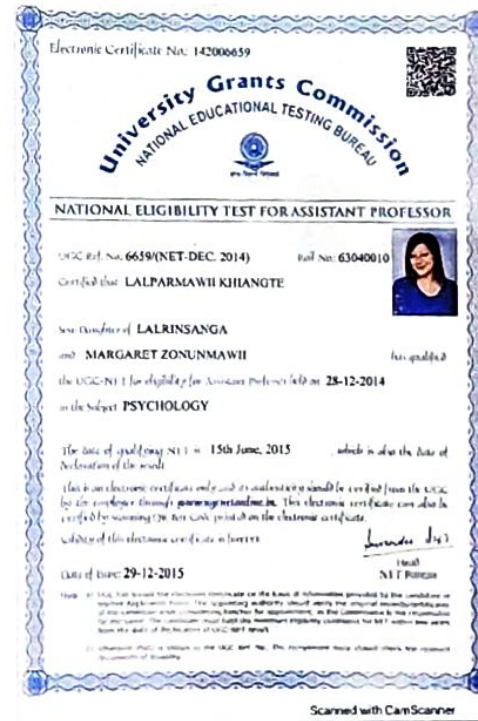 Electronic Certificate No: 142006659
University Grants Commission
NATIONAL EDUCATIONAL TESTING BUREAU
NATIONAL ELIGIBILITY TEST FOR ASSISTANT PROFESSOR
UGC Ref. No: 6659/(NET-DEC. 2014) Roll No: 63040010
Certified that LALPARMAWII KHIANGTE
Son/Daughter of LALRINSANGA
and MARGARET ZONUNMAWII has qualified
the UGC-NET for eligibility for Assistant Professor held on 28-12-2014
in the Subject PSYCHOLOGY
The date of qualifying NET is 15th June, 2015 , which is also the date of
declaration of the result.
This is an electronic certificate only and its authenticity should be verified from the UGC
by the employer through www.ugcnetonline.in. This electronic certificate can also be
verified by scanning QR Bar Code printed on the electronic certificate.
Validity of this electronic certificate is forever.
Head
Date of Issue: 29-12-2015 NET Bureau
Scanned with CamScanner